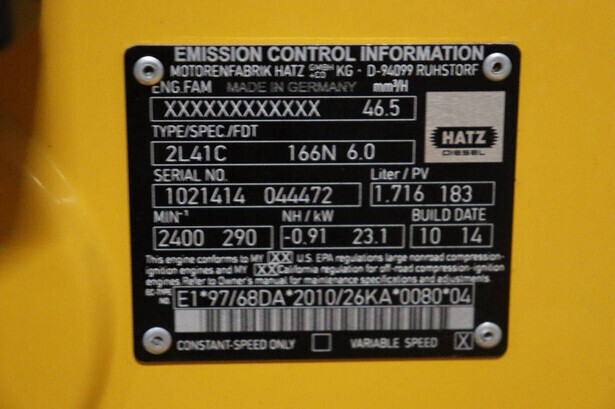 EMISSION CONTROL INFORMATION
MOTORENFABRIK HATZ GMBH +CO KG - D-94099 RUHSTORF
ENG.FAM MADE IN GERMANY mm³/H
XXXXXXXXXXXX 46.5
TYPE/SPEC./FDT
2L41C 166N 6.0
HATZ
DIESEL
SERIAL NO. Liter / PV
1021414 044472 1.716 183
MIN-¹ NH / kW BUILD DATE
2400 290 -0.91 23.1 10 14
This engine conforms to MY XX U.S. EPA regulations large nonroad compression-
ignition engines and MY XX California regulation for off-road compression-ignition
engines. Refer to Owner's manual for maintenance specifications and adjustments.
EC-TYPE
NO. E1*97/68DA*2010/26KA*0080*04
CONSTANT-SPEED ONLY VARIABLE SPEED X